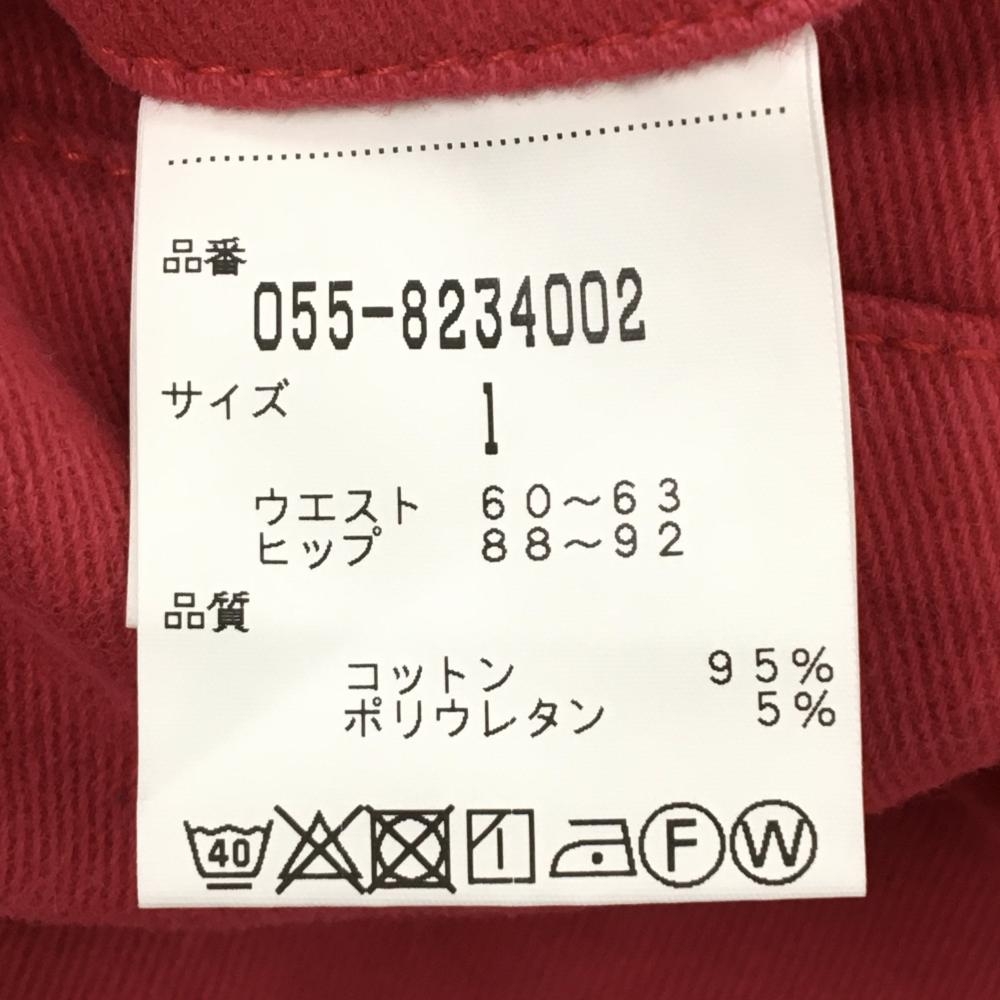 品番
055-8234002
サイズ
1
ウエスト 60〜63
ヒップ 88〜92
品質
コットン 95%
ポリウレタン 5%
40 F W